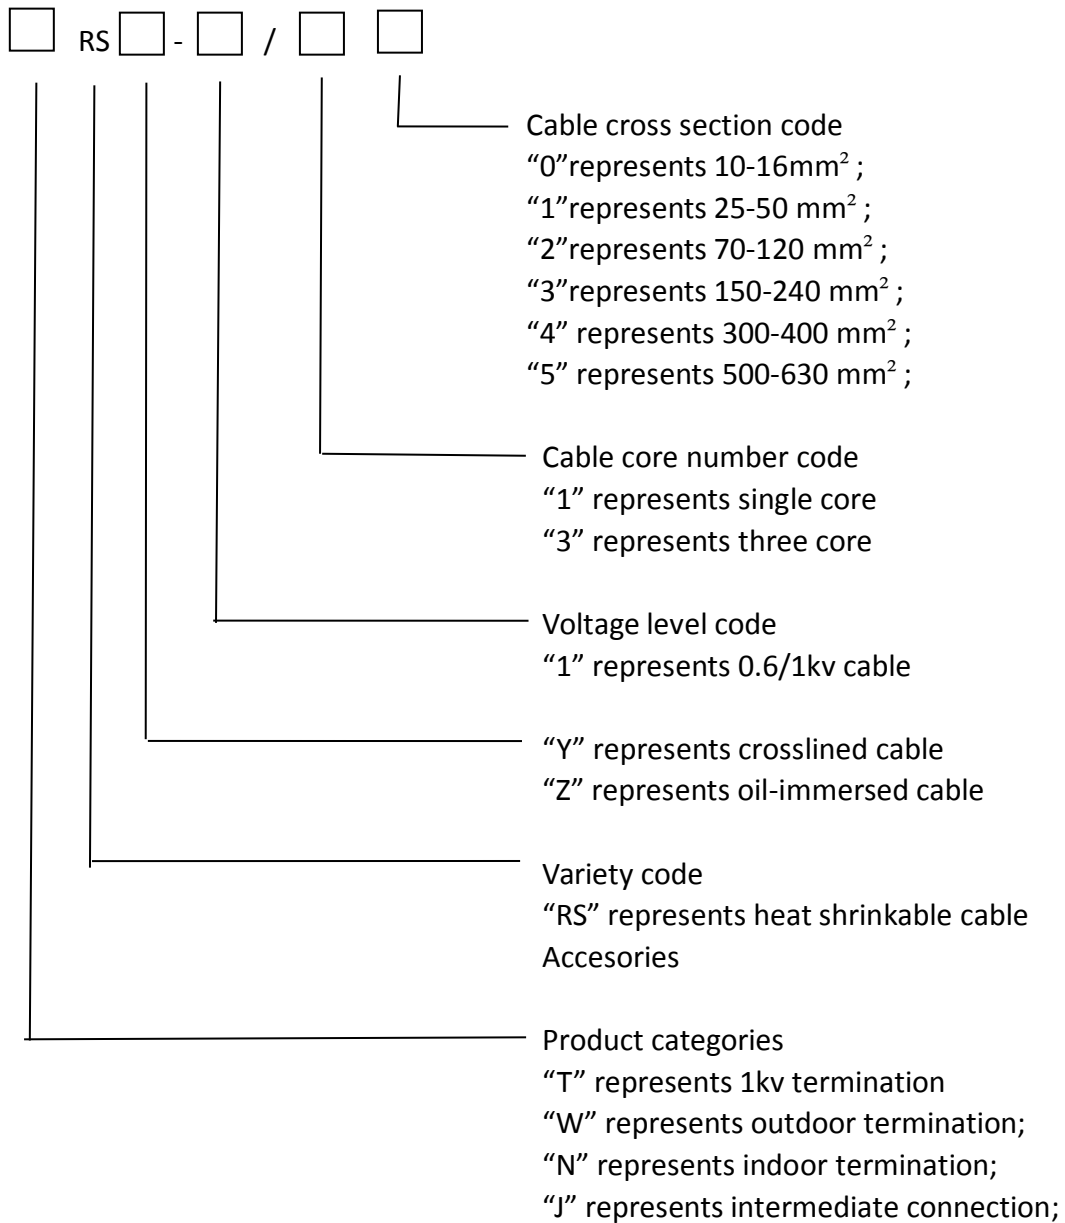 □ RS □ - □ / □ □
Cable cross section code
“0”represents 10-16mm² ;
“1”represents 25-50 mm² ;
“2”represents 70-120 mm² ;
“3”represents 150-240 mm² ;
“4” represents 300-400 mm² ;
“5” represents 500-630 mm² ;
Cable core number code
“1” represents single core
“3” represents three core
Voltage level code
“1” represents 0.6/1kv cable
“Y” represents crosslined cable
“Z” represents oil-immersed cable
Variety code
“RS” represents heat shrinkable cable
Accesories
Product categories
“T” represents 1kv termination
“W” represents outdoor termination;
“N” represents indoor termination;
“J” represents intermediate connection;